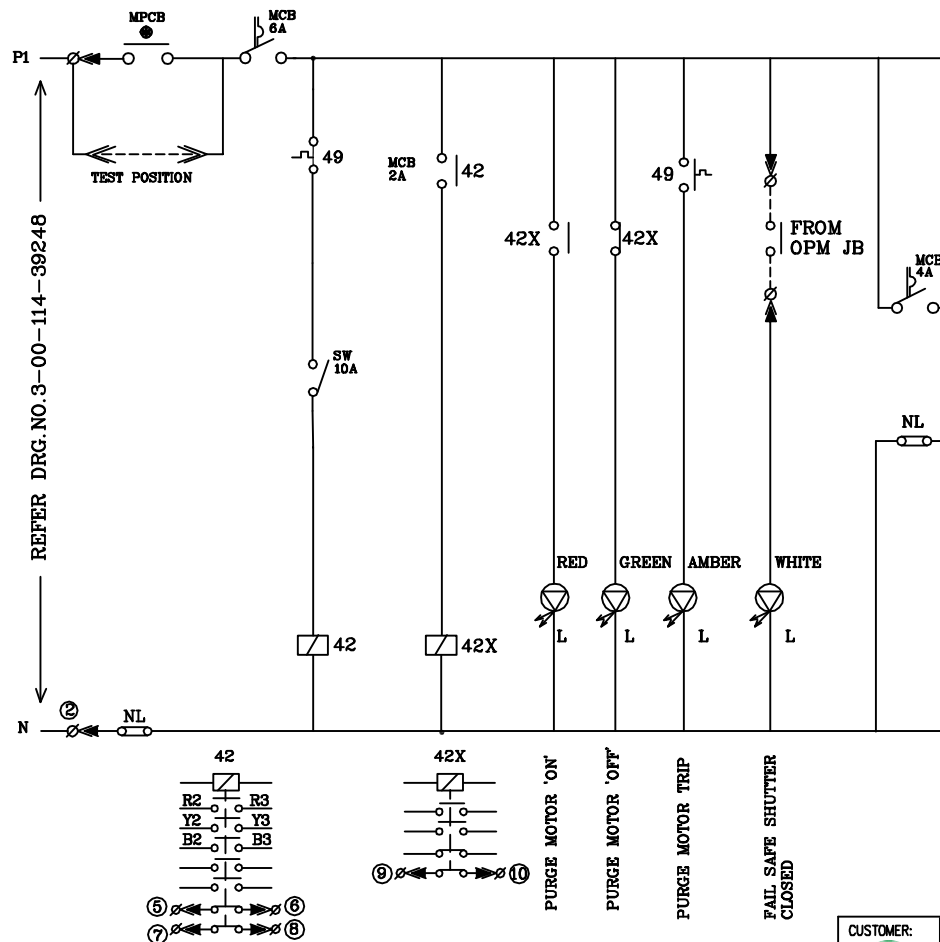 MPCB
MCB
6A
P1
TEST POSITION
REFER DRG.NO.3-00-114-39248
49
MCB
2A
42
49
42X
42X
FROM
OPM JB
MCB
4A
SW
10A
NL
RED
GREEN
AMBER
WHITE
L
L
L
L
42
42X
N
②
NL
42
R2
R3
Y2
Y3
B2
B3
⑤
⑥
⑦
⑧
42X
⑨
⑩
PURGE MOTOR 'ON'
PURGE MOTOR 'OFF'
PURGE MOTOR TRIP
FAIL SAFE SHUTTER
CLOSED
CUSTOMER: